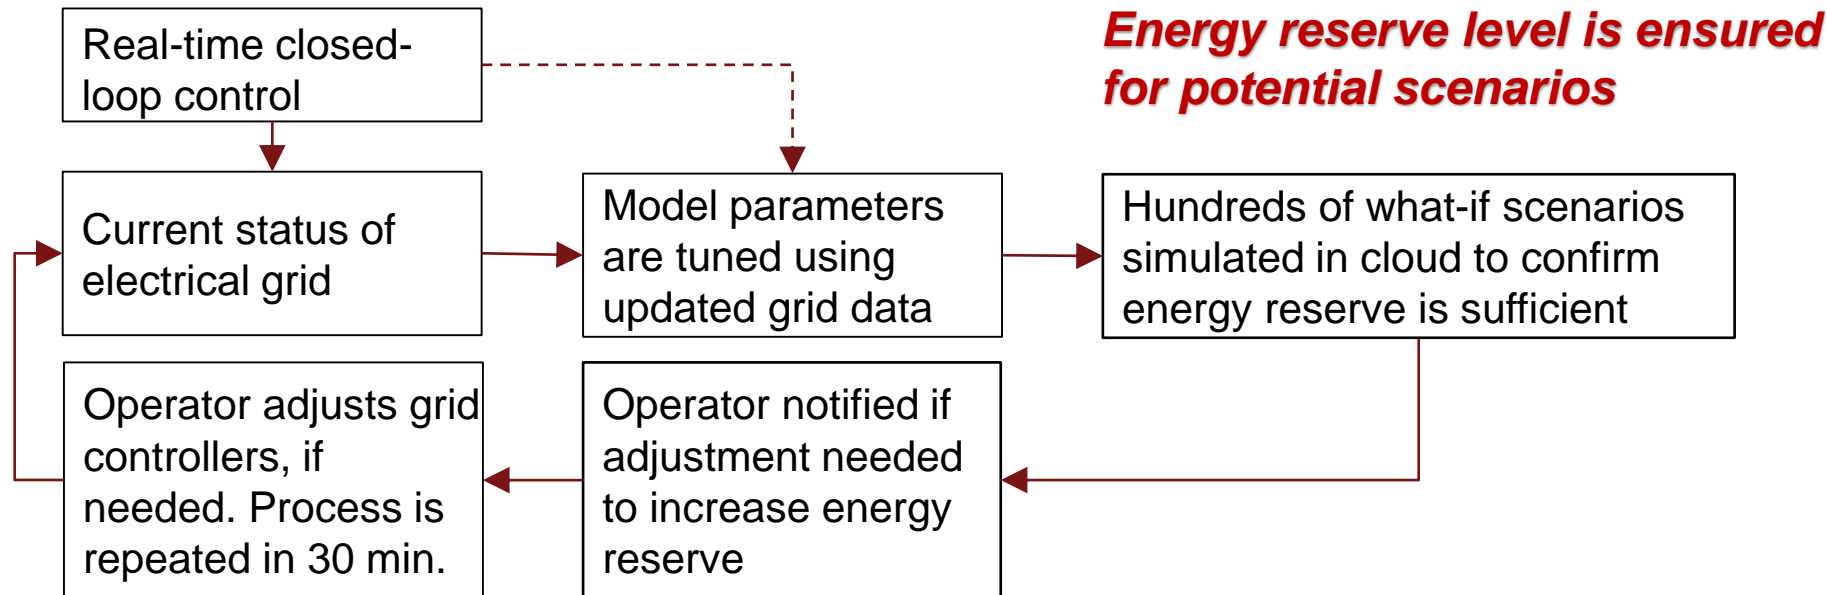 Real-time closed-
loop control
Energy reserve level is ensured
for potential scenarios
Current status of
electrical grid
Model parameters
are tuned using
updated grid data
Hundreds of what-if scenarios
simulated in cloud to confirm
energy reserve is sufficient
Operator adjusts grid
controllers, if
needed. Process is
repeated in 30 min.
Operator notified if
adjustment needed
to increase energy
reserve